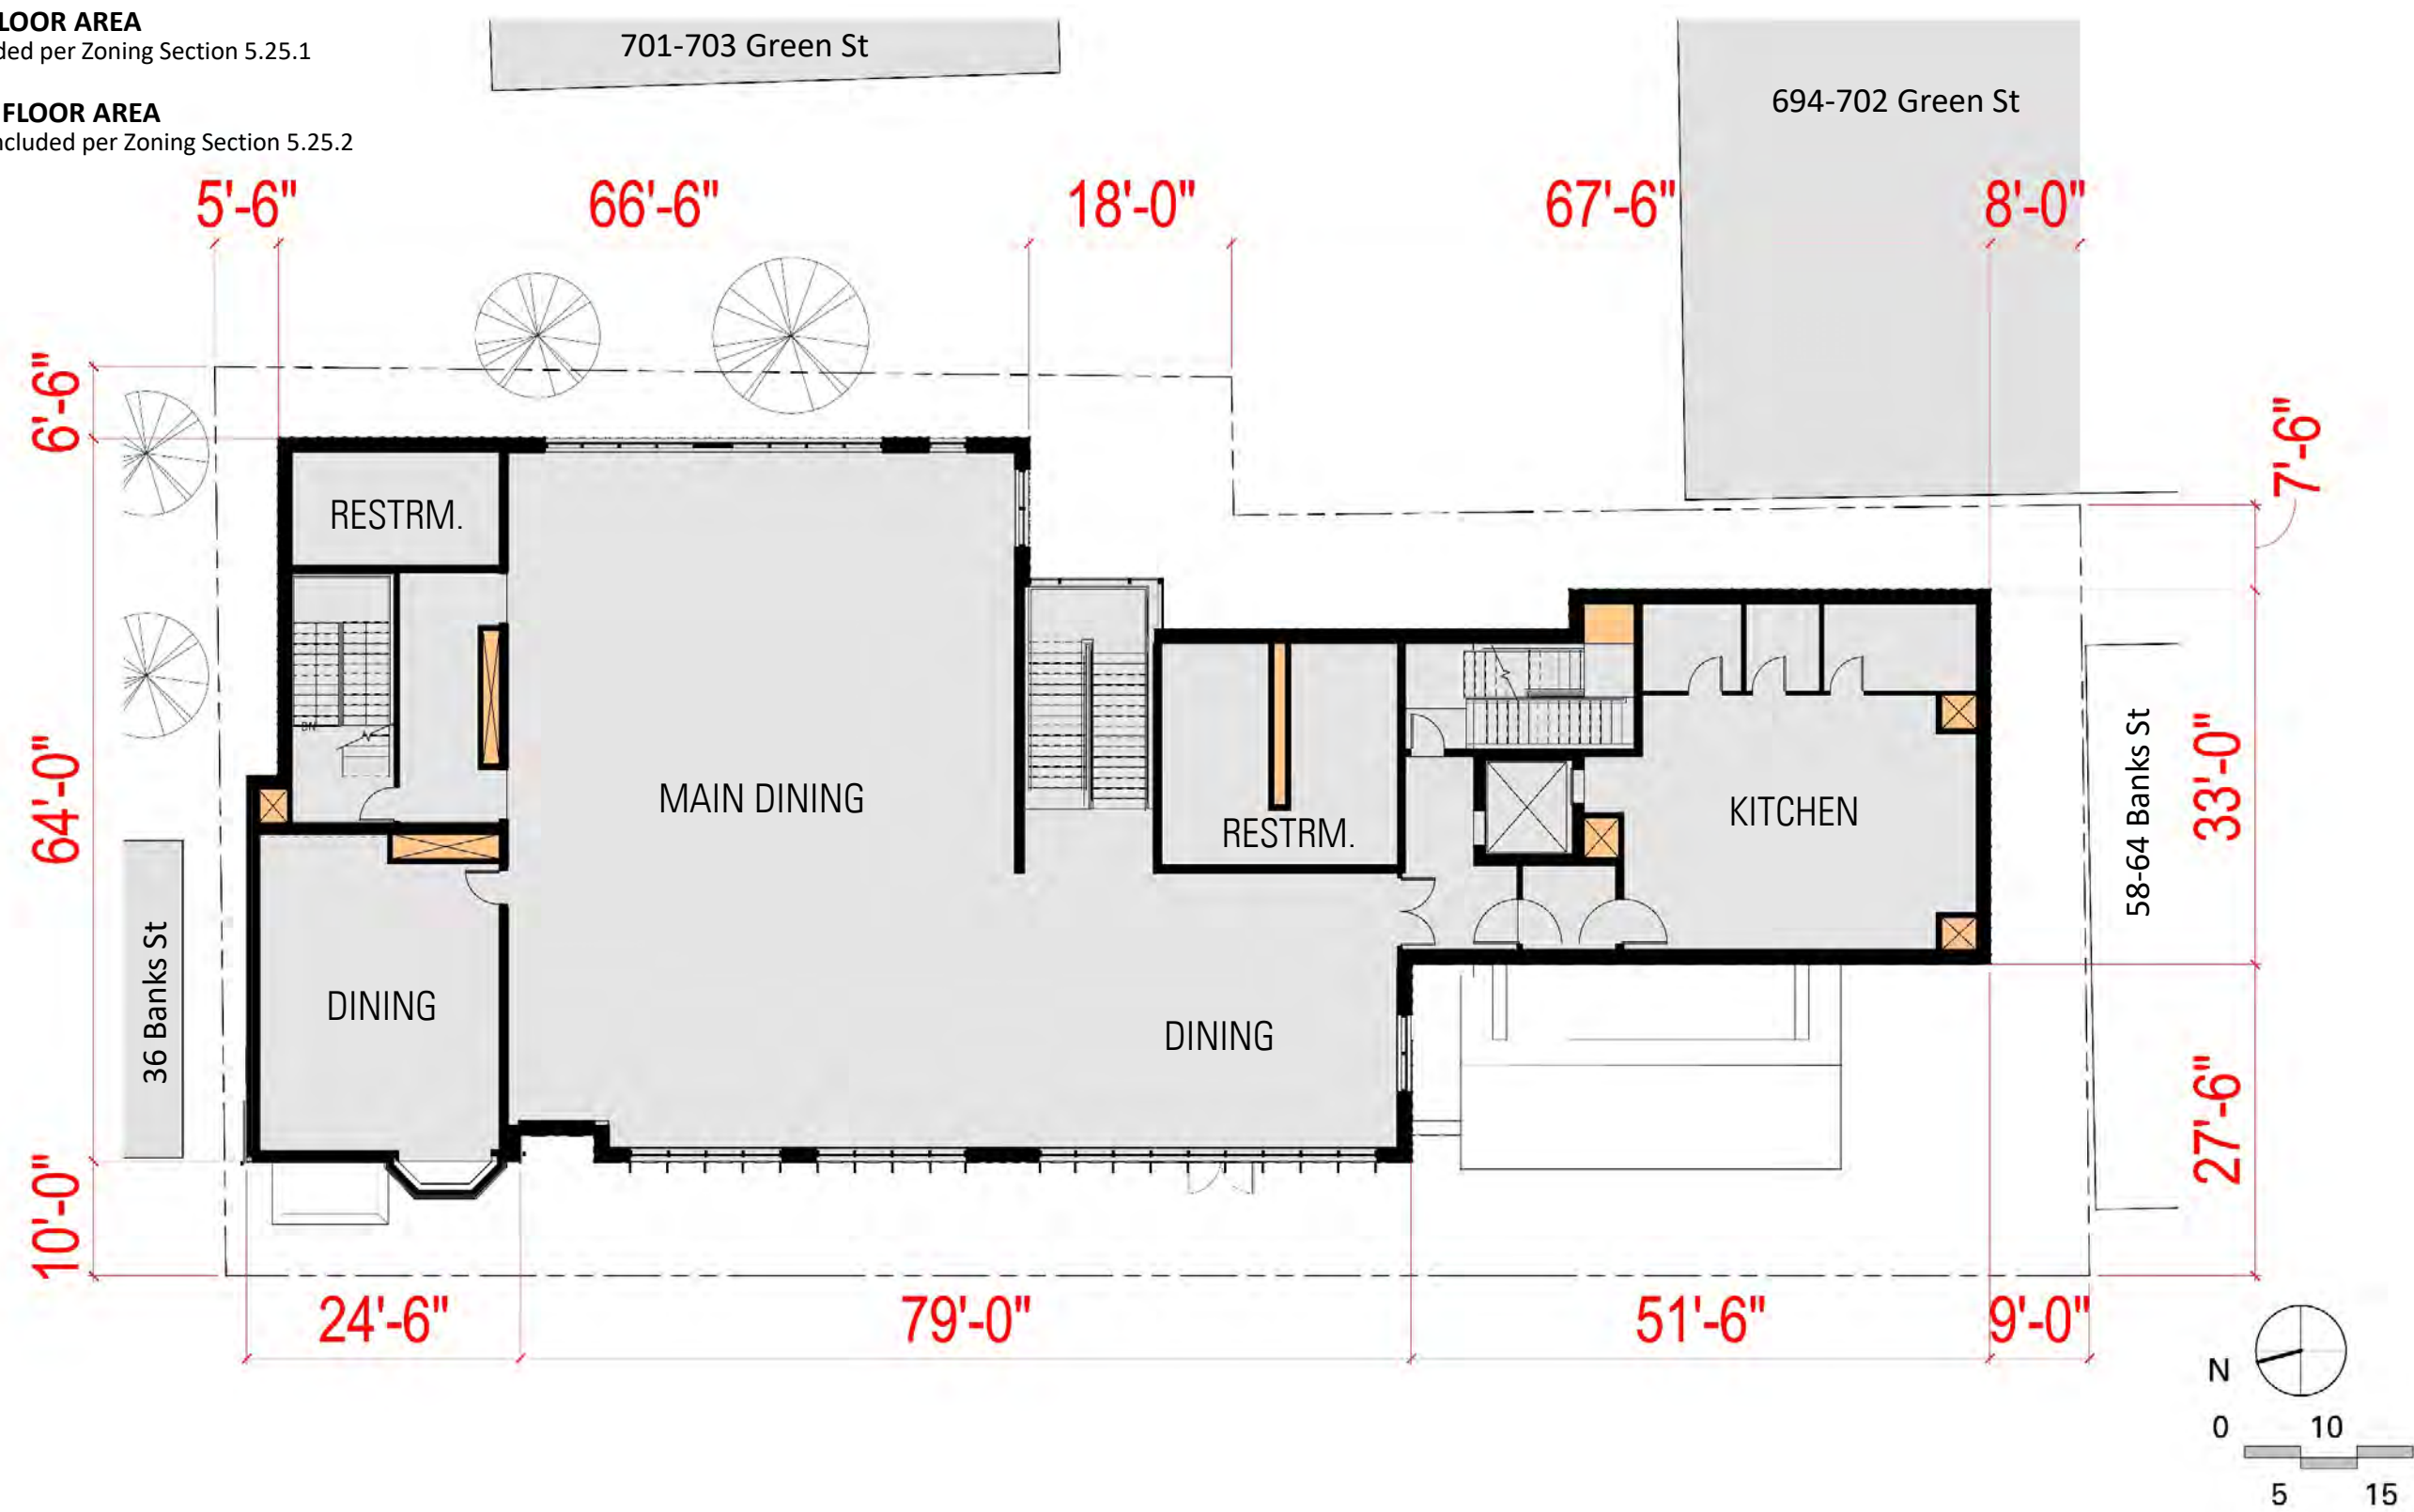 LOOR AREA
ded per Zoning Section 5.25.1
FLOOR AREA
ncluded per Zoning Section 5.25.2
701-703 Green St
694-702 Green St
5'-6"
66'-6"
18'-0"
67'-6"
8'-0"
6'-6"
7'-6"
RESTRM.
DN
64'-0"
MAIN DINING
RESTRM.
KITCHEN
58-64 Banks St
33'-0"
36 Banks St
DINING
DINING
10'-0"
27'-6"
24'-6"
79'-0"
51'-6"
9'-0"
N
0
10
5
15